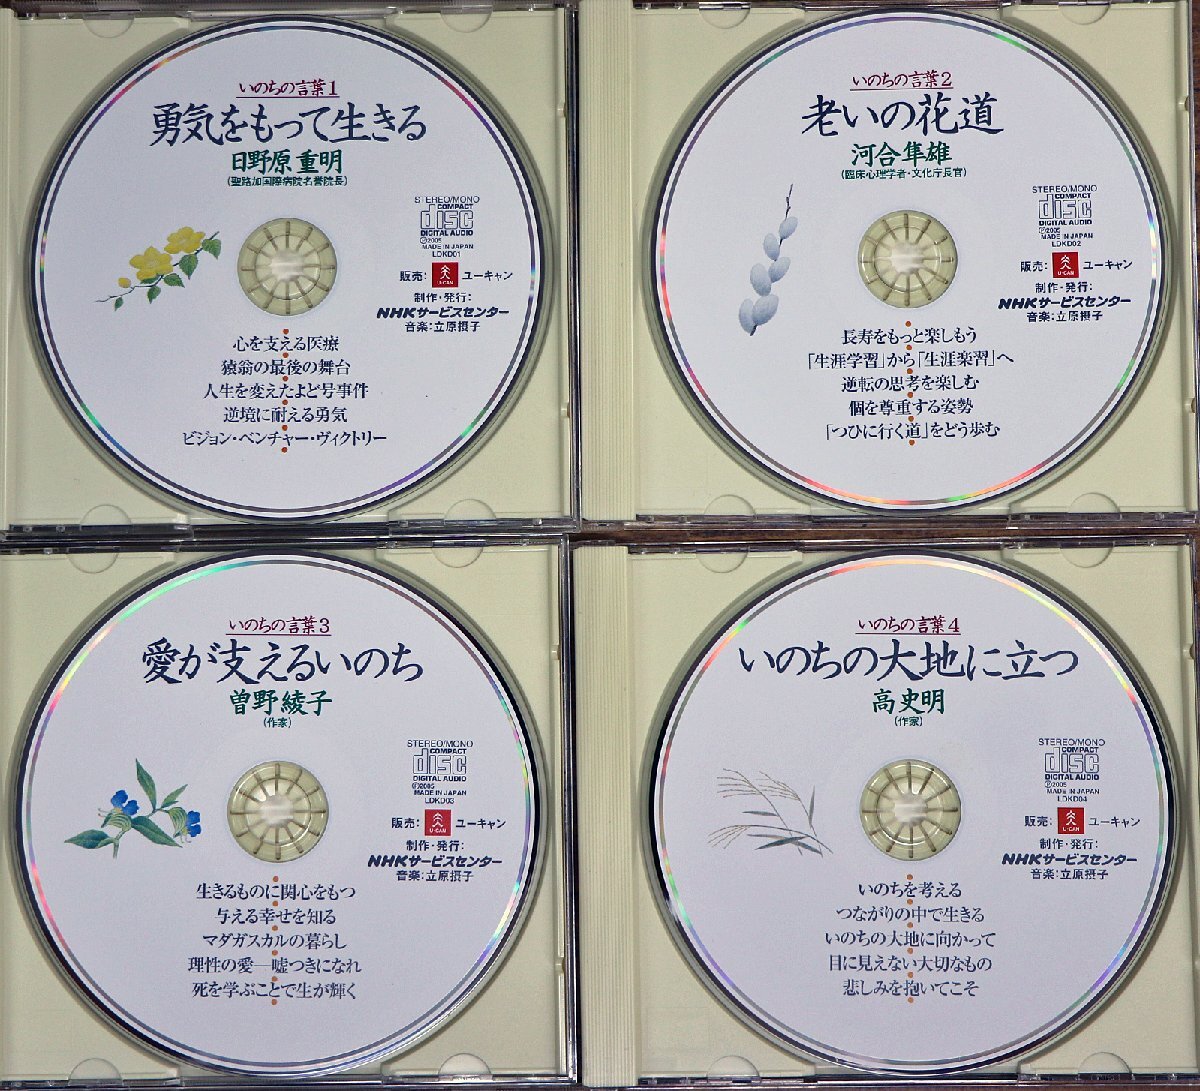 いのちの言葉1
勇気をもって生きる
日野原重明
(聖路加国際病院名誉院長)
STEREO/MONO
COMPACT
disc
DIGITAL AUDIO
Ⓟ2005
MADE IN JAPAN
LDKD01
販売: U-CAN ユーキャン
制作・発行:
NHKサービスセンター
音楽:立原摂子
心を支える医療
猿翁の最後の舞台
人生を変えたよど号事件
逆境に耐える勇気
ビジョン・ベンチャー・ヴィクトリー
いのちの言葉2
老いの花道
河合隼雄
(臨床心理学者・文化庁長官)
STEREO/MONO
COMPACT
disc
DIGITAL AUDIO
Ⓟ2005
MADE IN JAPAN
LDKD02
販売: U-CAN ユーキャン
制作・発行:
NHKサービスセンター
音楽:立原摂子
長寿をもっと楽しもう
「生涯学習」から「生涯楽習」へ
逆転の思考を楽しむ
個を尊重する姿勢
「つひに行く道」をどう歩む
いのちの言葉3
愛が支えるいのち
曽野綾子
(作家)
STEREO/MONO
COMPACT
disc
DIGITAL AUDIO
Ⓟ2005
MADE IN JAPAN
LDKD03
販売: U-CAN ユーキャン
制作・発行:
NHKサービスセンター
音楽:立原摂子
生きるものに関心をもつ
与える幸せを知る
マダガスカルの暮らし
理性の愛―嘘つきになれ
死を学ぶことで生が輝く
いのちの言葉4
いのちの大地に立つ
高史明
(作家)
STEREO/MONO
COMPACT
disc
DIGITAL AUDIO
Ⓟ2005
MADE IN JAPAN
LDKD04
販売: U-CAN ユーキャン
制作・発行:
NHKサービスセンター
音楽:立原摂子
いのちを考える
つながりの中で生きる
いのちの大地に向かって
目に見えない大切なもの
悲しみを抱いてこそ